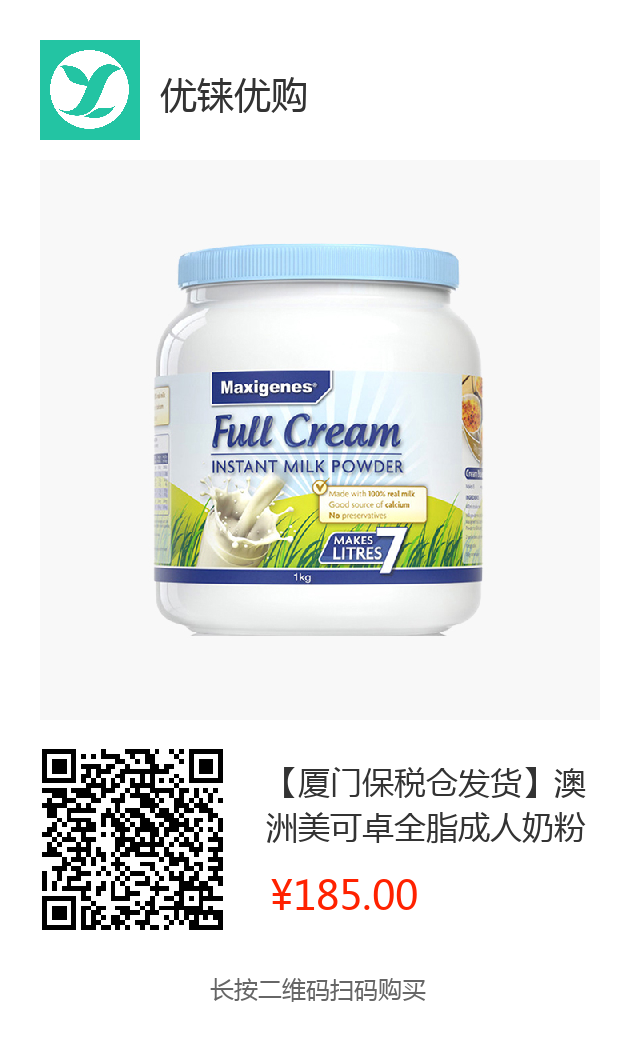 优铼优购
Maxigenes®
Full Cream
INSTANT MILK POWDER
Made with 100% real milk
Good source of calcium
No preservatives
MAKES
LITRES 7
1kg
【厦门保税仓发货】澳
洲美可卓全脂成人奶粉
¥185.00
长按二维码扫码购买